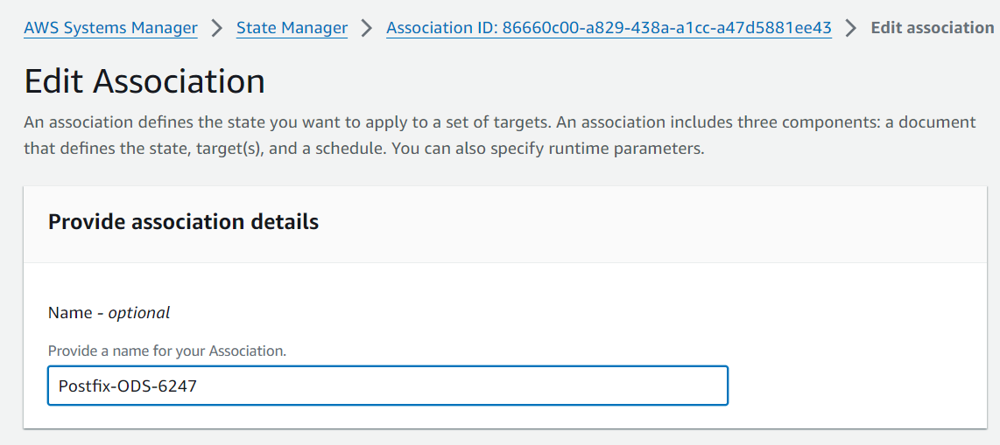 AWS Systems Manager > State Manager > Association ID: 86660c00-a829-438a-a1cc-a47d5881ee43 > Edit association
Edit Association
An association defines the state you want to apply to a set of targets. An association includes three components: a document
that defines the state, target(s), and a schedule. You can also specify runtime parameters.
Provide association details
Name - optional
Provide a name for your Association.
Postfix-ODS-6247